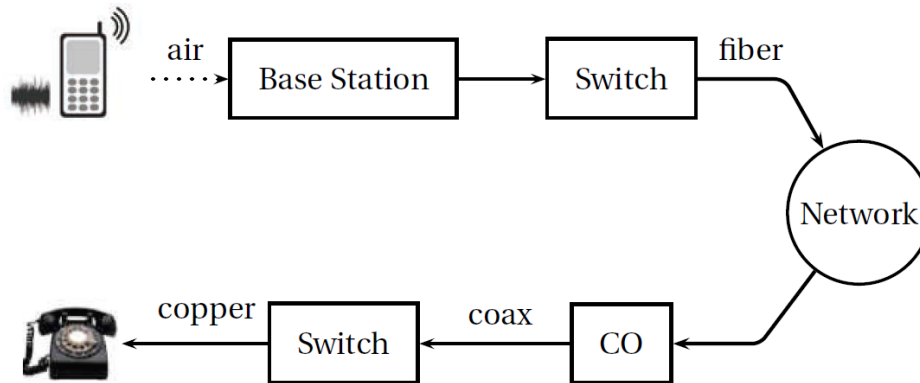 air
Base Station
Switch
fiber
Network
copper
Switch
coax
CO